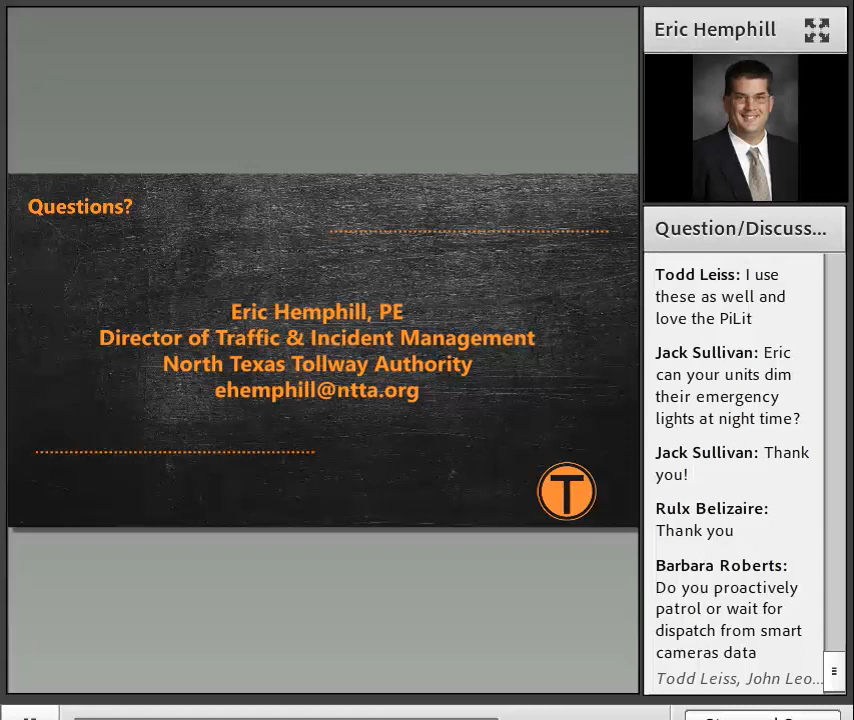 Questions?
Eric Hemphill, PE
Director of Traffic & Incident Management
North Texas Tollway Authority
ehemphill@ntta.org
T
Eric Hemphill
Question/Discuss...
Todd Leiss: I use
these as well and
love the PiLit
Jack Sullivan: Eric
can your units dim
their emergency
lights at night time?
Jack Sullivan: Thank
you!
Rulx Belizaire:
Thank you
Barbara Roberts:
Do you proactively
patrol or wait for
dispatch from smart
cameras data
Todd Leiss, John Leo...